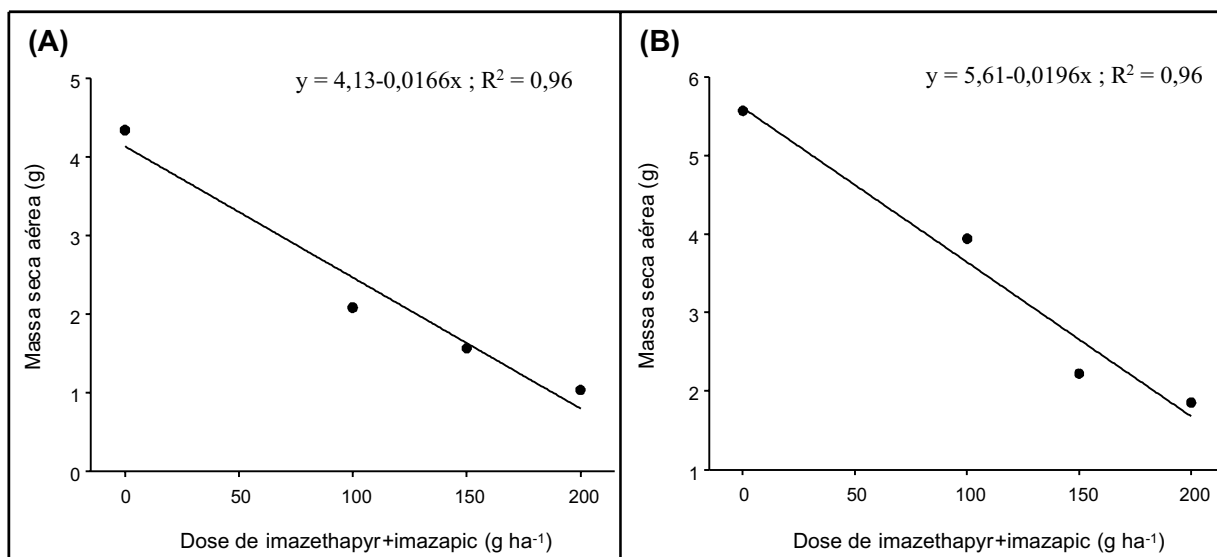 (A)
y = 4,13-0,0166x ; R² = 0,96
5
4
3
2
1
0
Massa seca aérea (g)
0 50 100 150 200
Dose de imazethapyr+imazapic (g ha⁻¹)
(B)
y = 5,61-0,0196x ; R² = 0,96
6
5
4
3
2
1
Massa seca aérea (g)
0 50 100 150 200
Dose de imazethapyr+imazapic (g ha⁻¹)